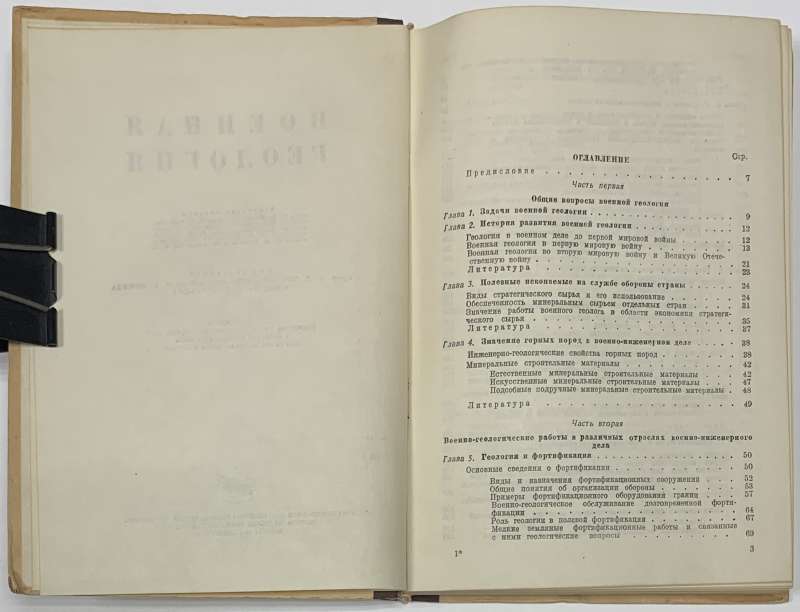 ОГЛАВЛЕНИЕ
Стр.
Предисловие . . . . . . . . . . . . . . . 7
Часть первая
Общие вопросы военной геологии
Глава 1. Задачи военной геологии . . . . . . . . . . . . 9
Глава 2. История развития военной геологии . . . . . . . . 12
Геология в военном деле до первой мировой войны . . . . . 12
Военная геология в первую мировую войну . . . . . . . 13
Военная геология во вторую мировую войну и Великую Отече-
ственную войну . . . . . . . . . . . . . . . 21
Литература . . . . . . . . . . . . . . . 23
Глава 3. Полезные ископаемые на службе обороны страны . . . . . 24
Виды стратегического сырья и его использование . . . . . . 24
Обеспеченность минеральным сырьем отдельных стран . . . . 31
Значение работы военного геолога в области экономики стратеги-
ческого сырья . . . . . . . . . . . . . . . 35
Литература . . . . . . . . . . . . . . . 37
Глава 4. Значение горных пород в военно-инженерном деле . . . . . 38
Инженерно-геологические свойства горных пород . . . . . . 38
Минеральные строительные материалы . . . . . . . . . 42
Естественные минеральные строительные материалы . . . 42
Искусственные минеральные строительные материалы . . . 47
Подсобные подручные минеральные строительные материалы . 48
Литература . . . . . . . . . . . . . . . 49
Часть вторая
Военно-геологические работы в различных отраслях военно-инженерного
дела
Глава 5. Геология и фортификация . . . . . . . . . . . . 50
Основные сведения о фортификации . . . . . . . . . . 50
Виды и назначения фортификационных сооружений . . . . 52
Общие понятия об организации обороны . . . . . . . 53
Примеры фортификационного оборудования границ . . . . 57
Военно-геологическое обслуживание долговременной форти-
фикации . . . . . . . . . . . . . . . 64
Роль геологии в полевой фортификации . . . . . . . . 67
Мелкие земляные фортификационные работы и связанные
с ними геологические вопросы . . . . . . . . . 69
1* 3